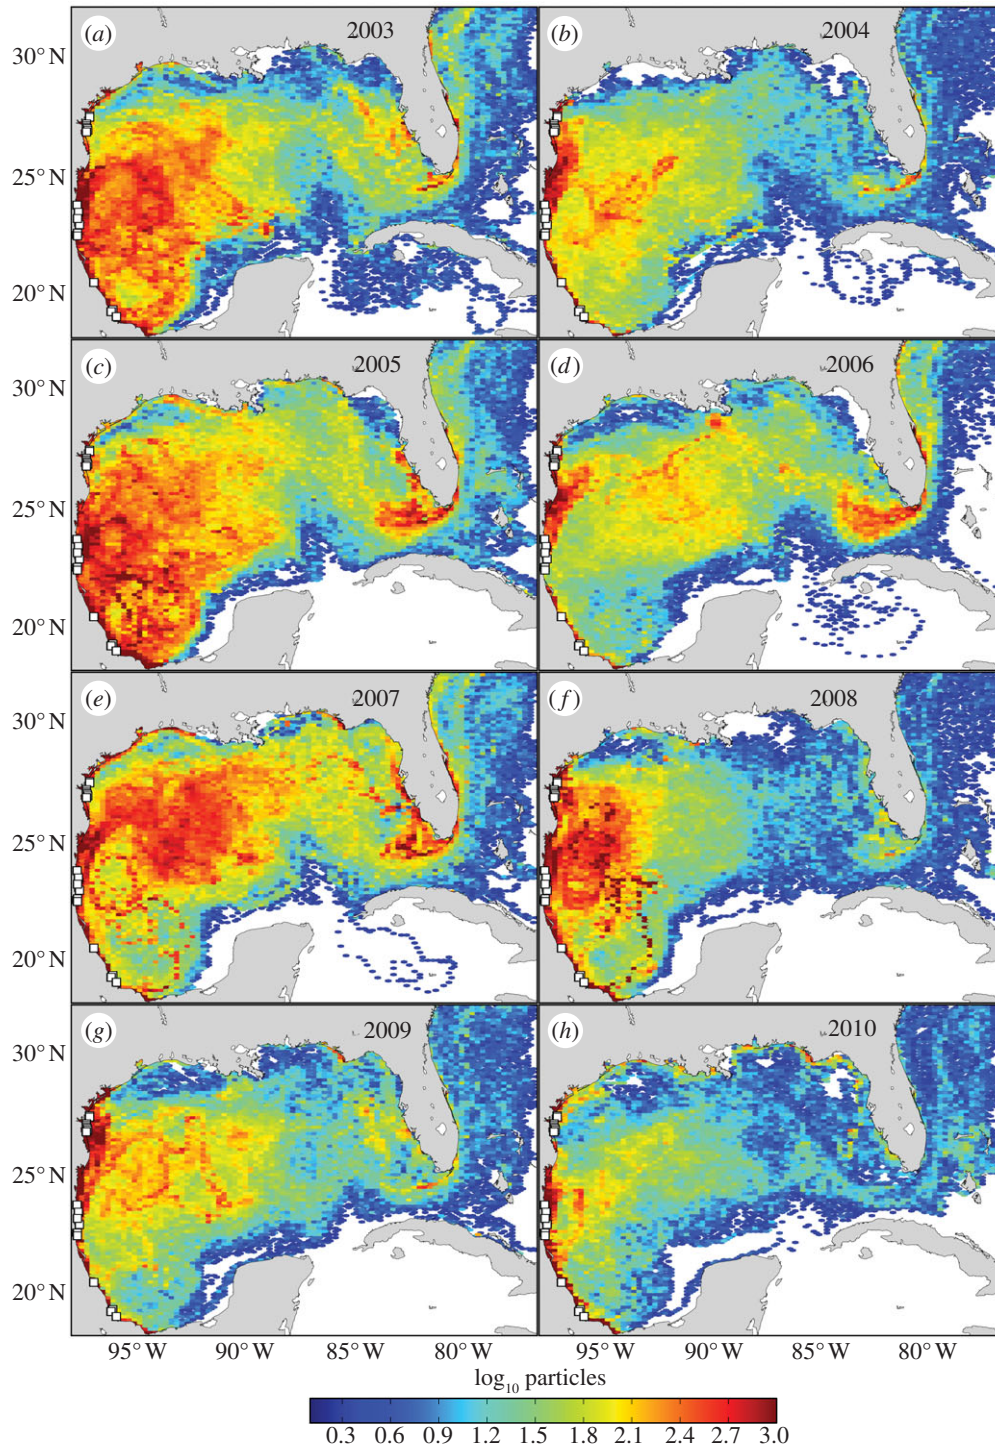 (a) 2003 (b) 2004
30° N
25° N
20° N
(c) 2005 (d) 2006
30° N
25° N
20° N
(e) 2007 (f) 2008
30° N
25° N
20° N
(g) 2009 (h) 2010
30° N
25° N
20° N
95° W 90° W 85° W 80° W 95° W 90° W 85° W 80° W
log₁₀ particles
0.3 0.6 0.9 1.2 1.5 1.8 2.1 2.4 2.7 3.0